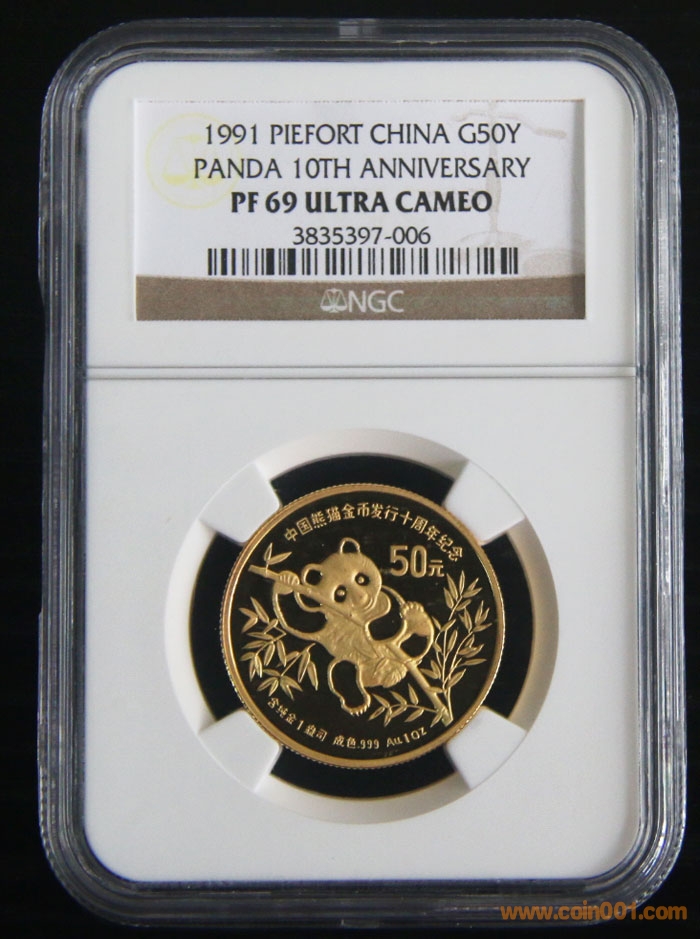 1991 PIEFORT CHINA G50Y
PANDA 10TH ANNIVERSARY
PF 69 ULTRA CAMEO
3835397-006
NGC
中国熊猫金币发行十周年纪念
50元
含纯金1盎司 成色.999 Au 1 OZ
www.coin001.com